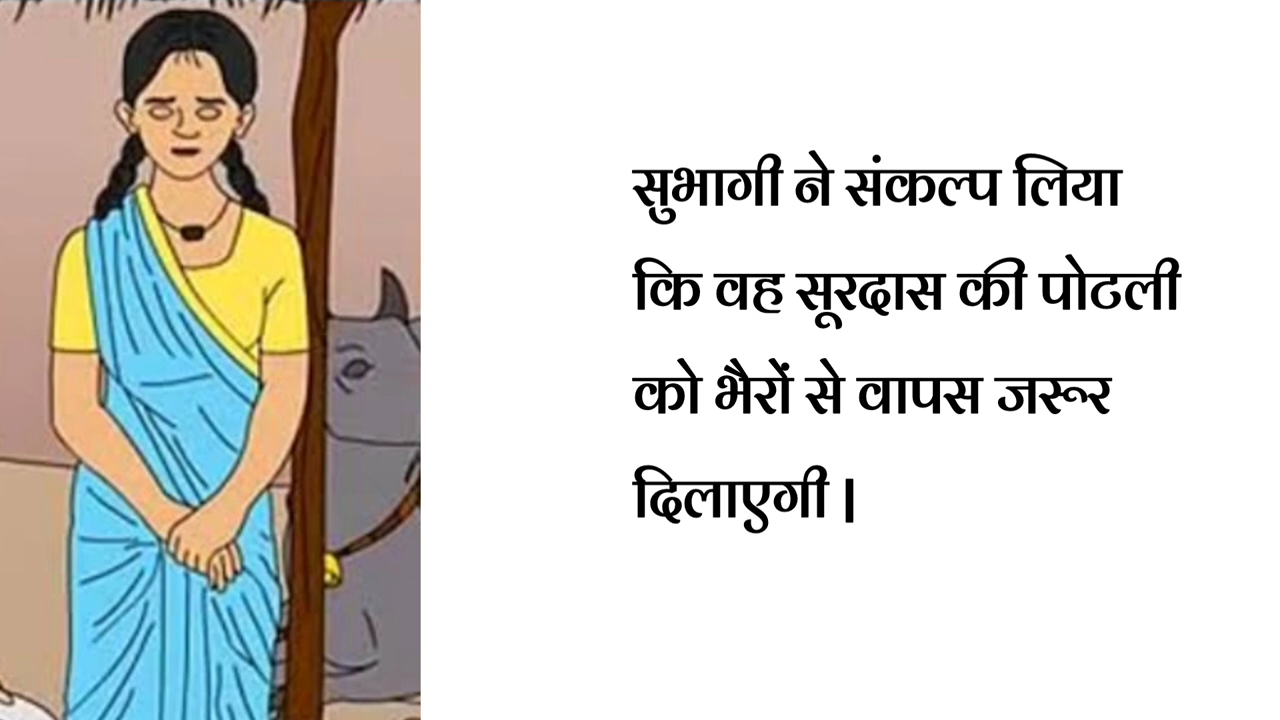 सुभागी ने संकल्प लिया
कि वह सूरदास की पोटली
को भैरों से वापस जरूर
दिलाएगी।